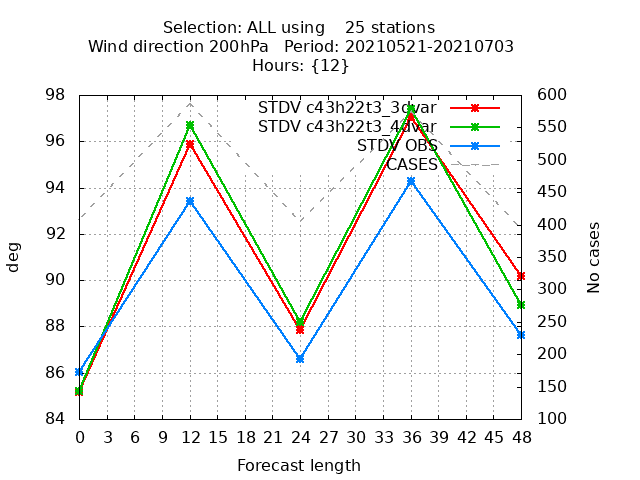 Selection: ALL using    25 stations
Wind direction 200hPa   Period: 20210521-20210703
Hours: {12}
STDV c43h22t3_3dvar
STDV c43h22t3_4dvar
STDV OBS
CASES
98
96
94
92
90
88
86
84
600
550
500
450
400
350
300
250
200
150
100
deg
No cases
0 3 6 9 12 15 18 21 24 27 30 33 36 39 42 45 48
Forecast length